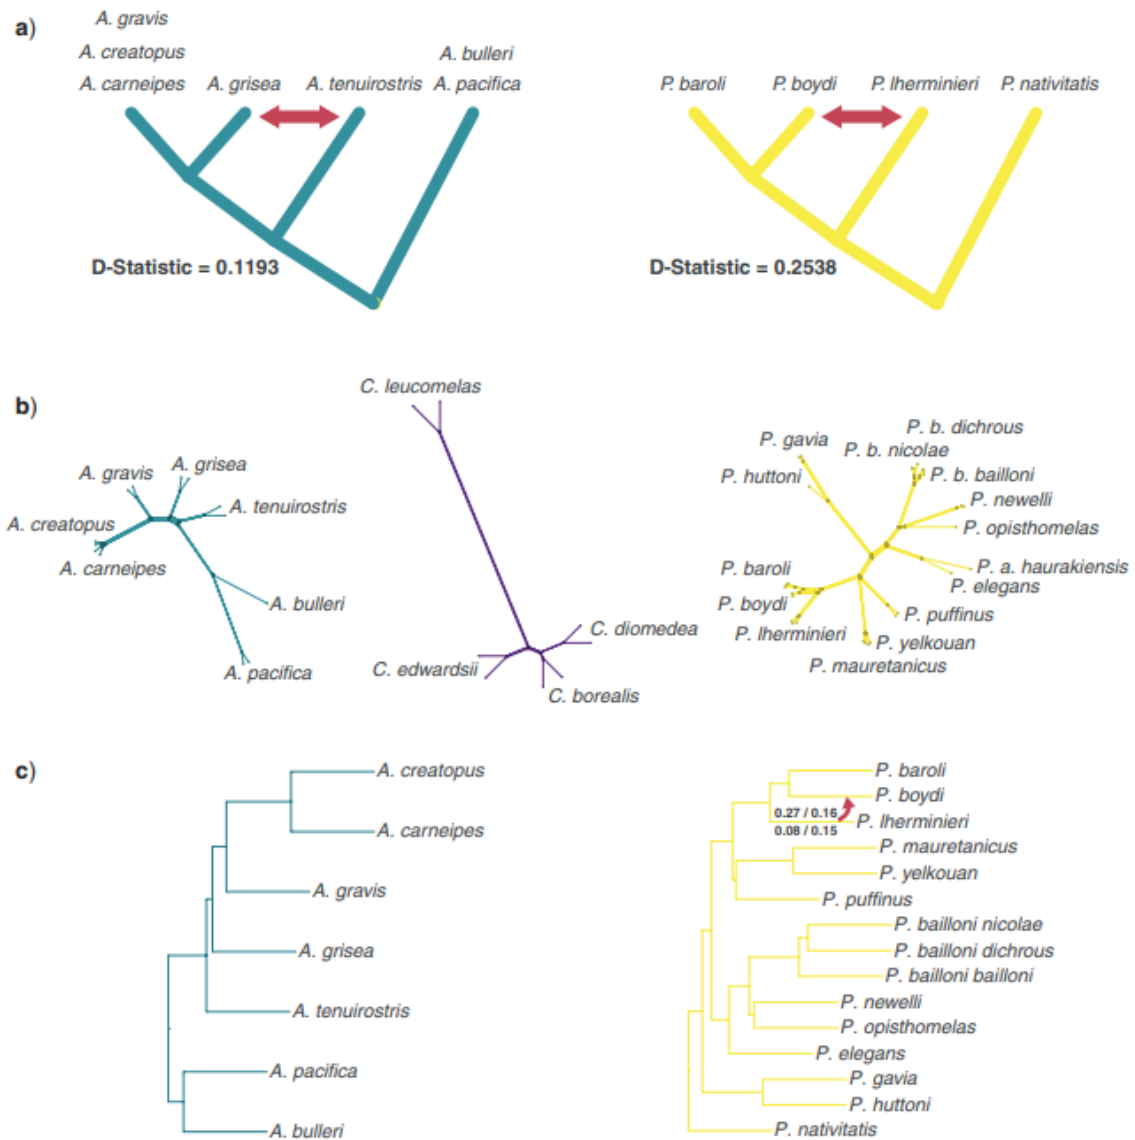 a)
A. gravis
A. creatopus
A. carneipes
A. grisea
A. tenuirostris
A. bulleri
A. pacifica
D-Statistic = 0.1193
P. baroli
P. boydi
P. lherminieri
P. nativitatis
D-Statistic = 0.2538
b)
A. gravis
A. grisea
A. tenuirostris
A. creatopus
A. carneipes
A. bulleri
A. pacifica
C. leucomelas
C. diomedea
C. edwardsii
C. borealis
P. b. dichrous
P. gavia
P. b. nicolae
P. huttoni
P. b. bailloni
P. newelli
P. opisthomelas
P. baroli
P. a. haurakiensis
P. elegans
P. boydi
P. puffinus
P. lherminieri
P. yelkouan
P. mauretanicus
c)
A. creatopus
A. carneipes
A. gravis
A. grisea
A. tenuirostris
A. pacifica
A. bulleri
P. baroli
P. boydi
0.27 / 0.16
P. lherminieri
0.08 / 0.15
P. mauretanicus
P. yelkouan
P. puffinus
P. bailloni nicolae
P. bailloni dichrous
P. bailloni bailloni
P. newelli
P. opisthomelas
P. elegans
P. gavia
P. huttoni
P. nativitatis